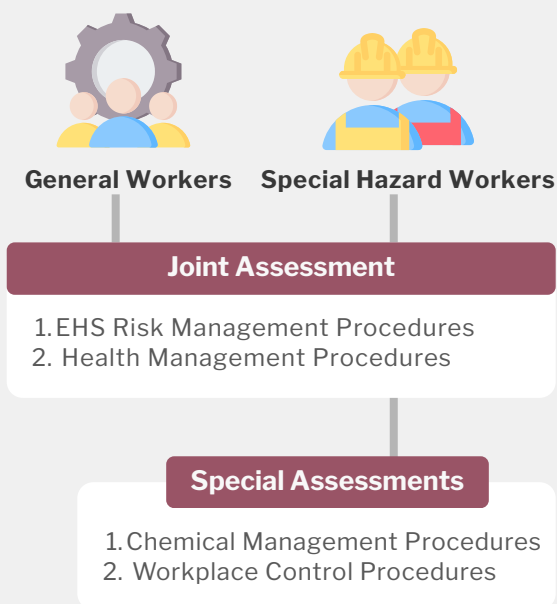 General Workers Special Hazard Workers
Joint Assessment
1. EHS Risk Management Procedures
2. Health Management Procedures
Special Assessments
1. Chemical Management Procedures
2. Workplace Control Procedures